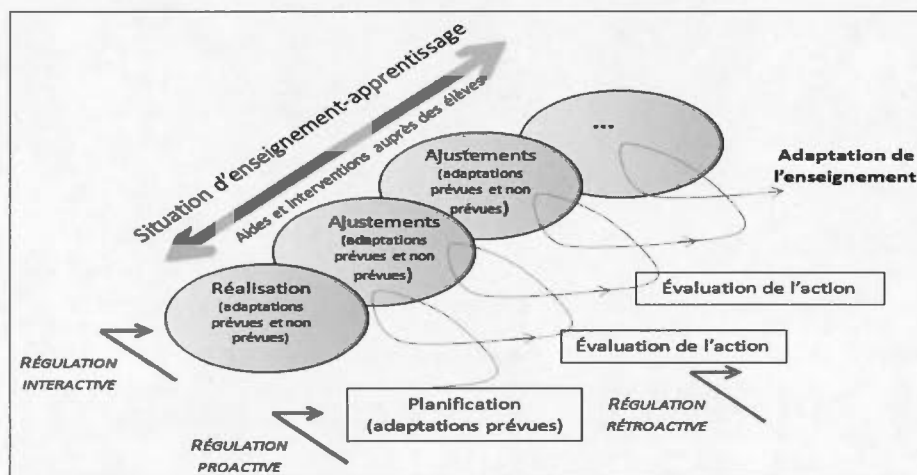 Situation d'enseignement-apprentissage
Aides et interventions auprès des élèves
...
Ajustements
(adaptations
prévues et non
prévues)
Adaptation de
l'enseignement
Ajustements
(adaptations
prévues et non
prévues)
Réalisation
(adaptations
prévues et non
prévues)
Évaluation de l'action
Évaluation de l'action
RÉGULATION
INTERACTIVE
Planification
(adaptations prévues)
RÉGULATION
RÉTROACTIVE
RÉGULATION
PROACTIVE